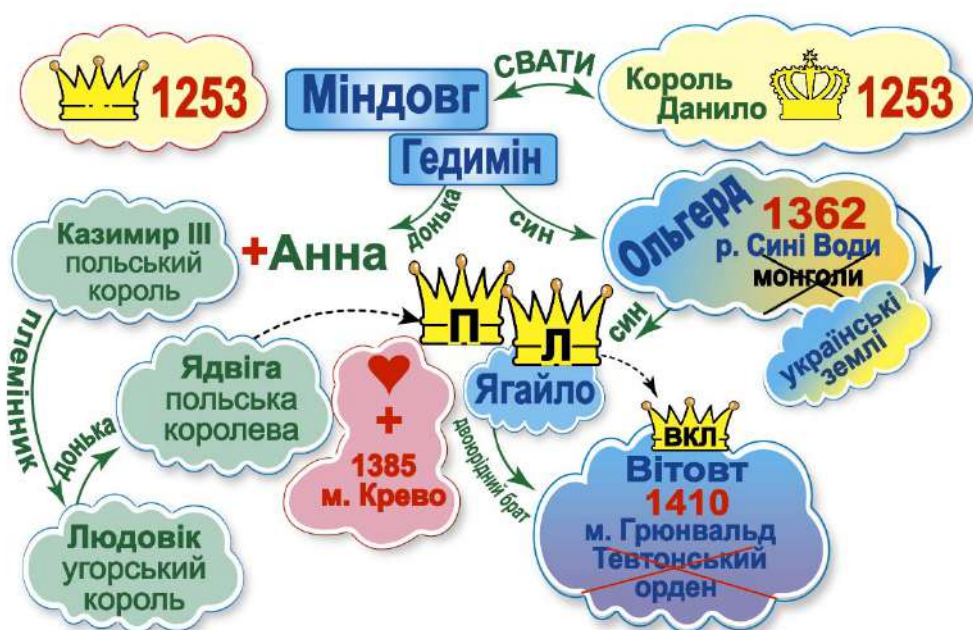 1253
Міндовг
СВАТИ
Король
Данило
1253
Гедимін
донька
син
Казимир ІІІ
польський
король
+Анна
Ольгерд
1362
р. Сині Води
монголи
українські
землі
син
П
Л
Ягайло
племінник
Ядвіга
польська
королева
донька
+
1385
м. Крево
двоюрідний брат
ВКЛ
Вітовт
1410
м. Грюнвальд
Тевтонський
орден
Людовік
угорський
король